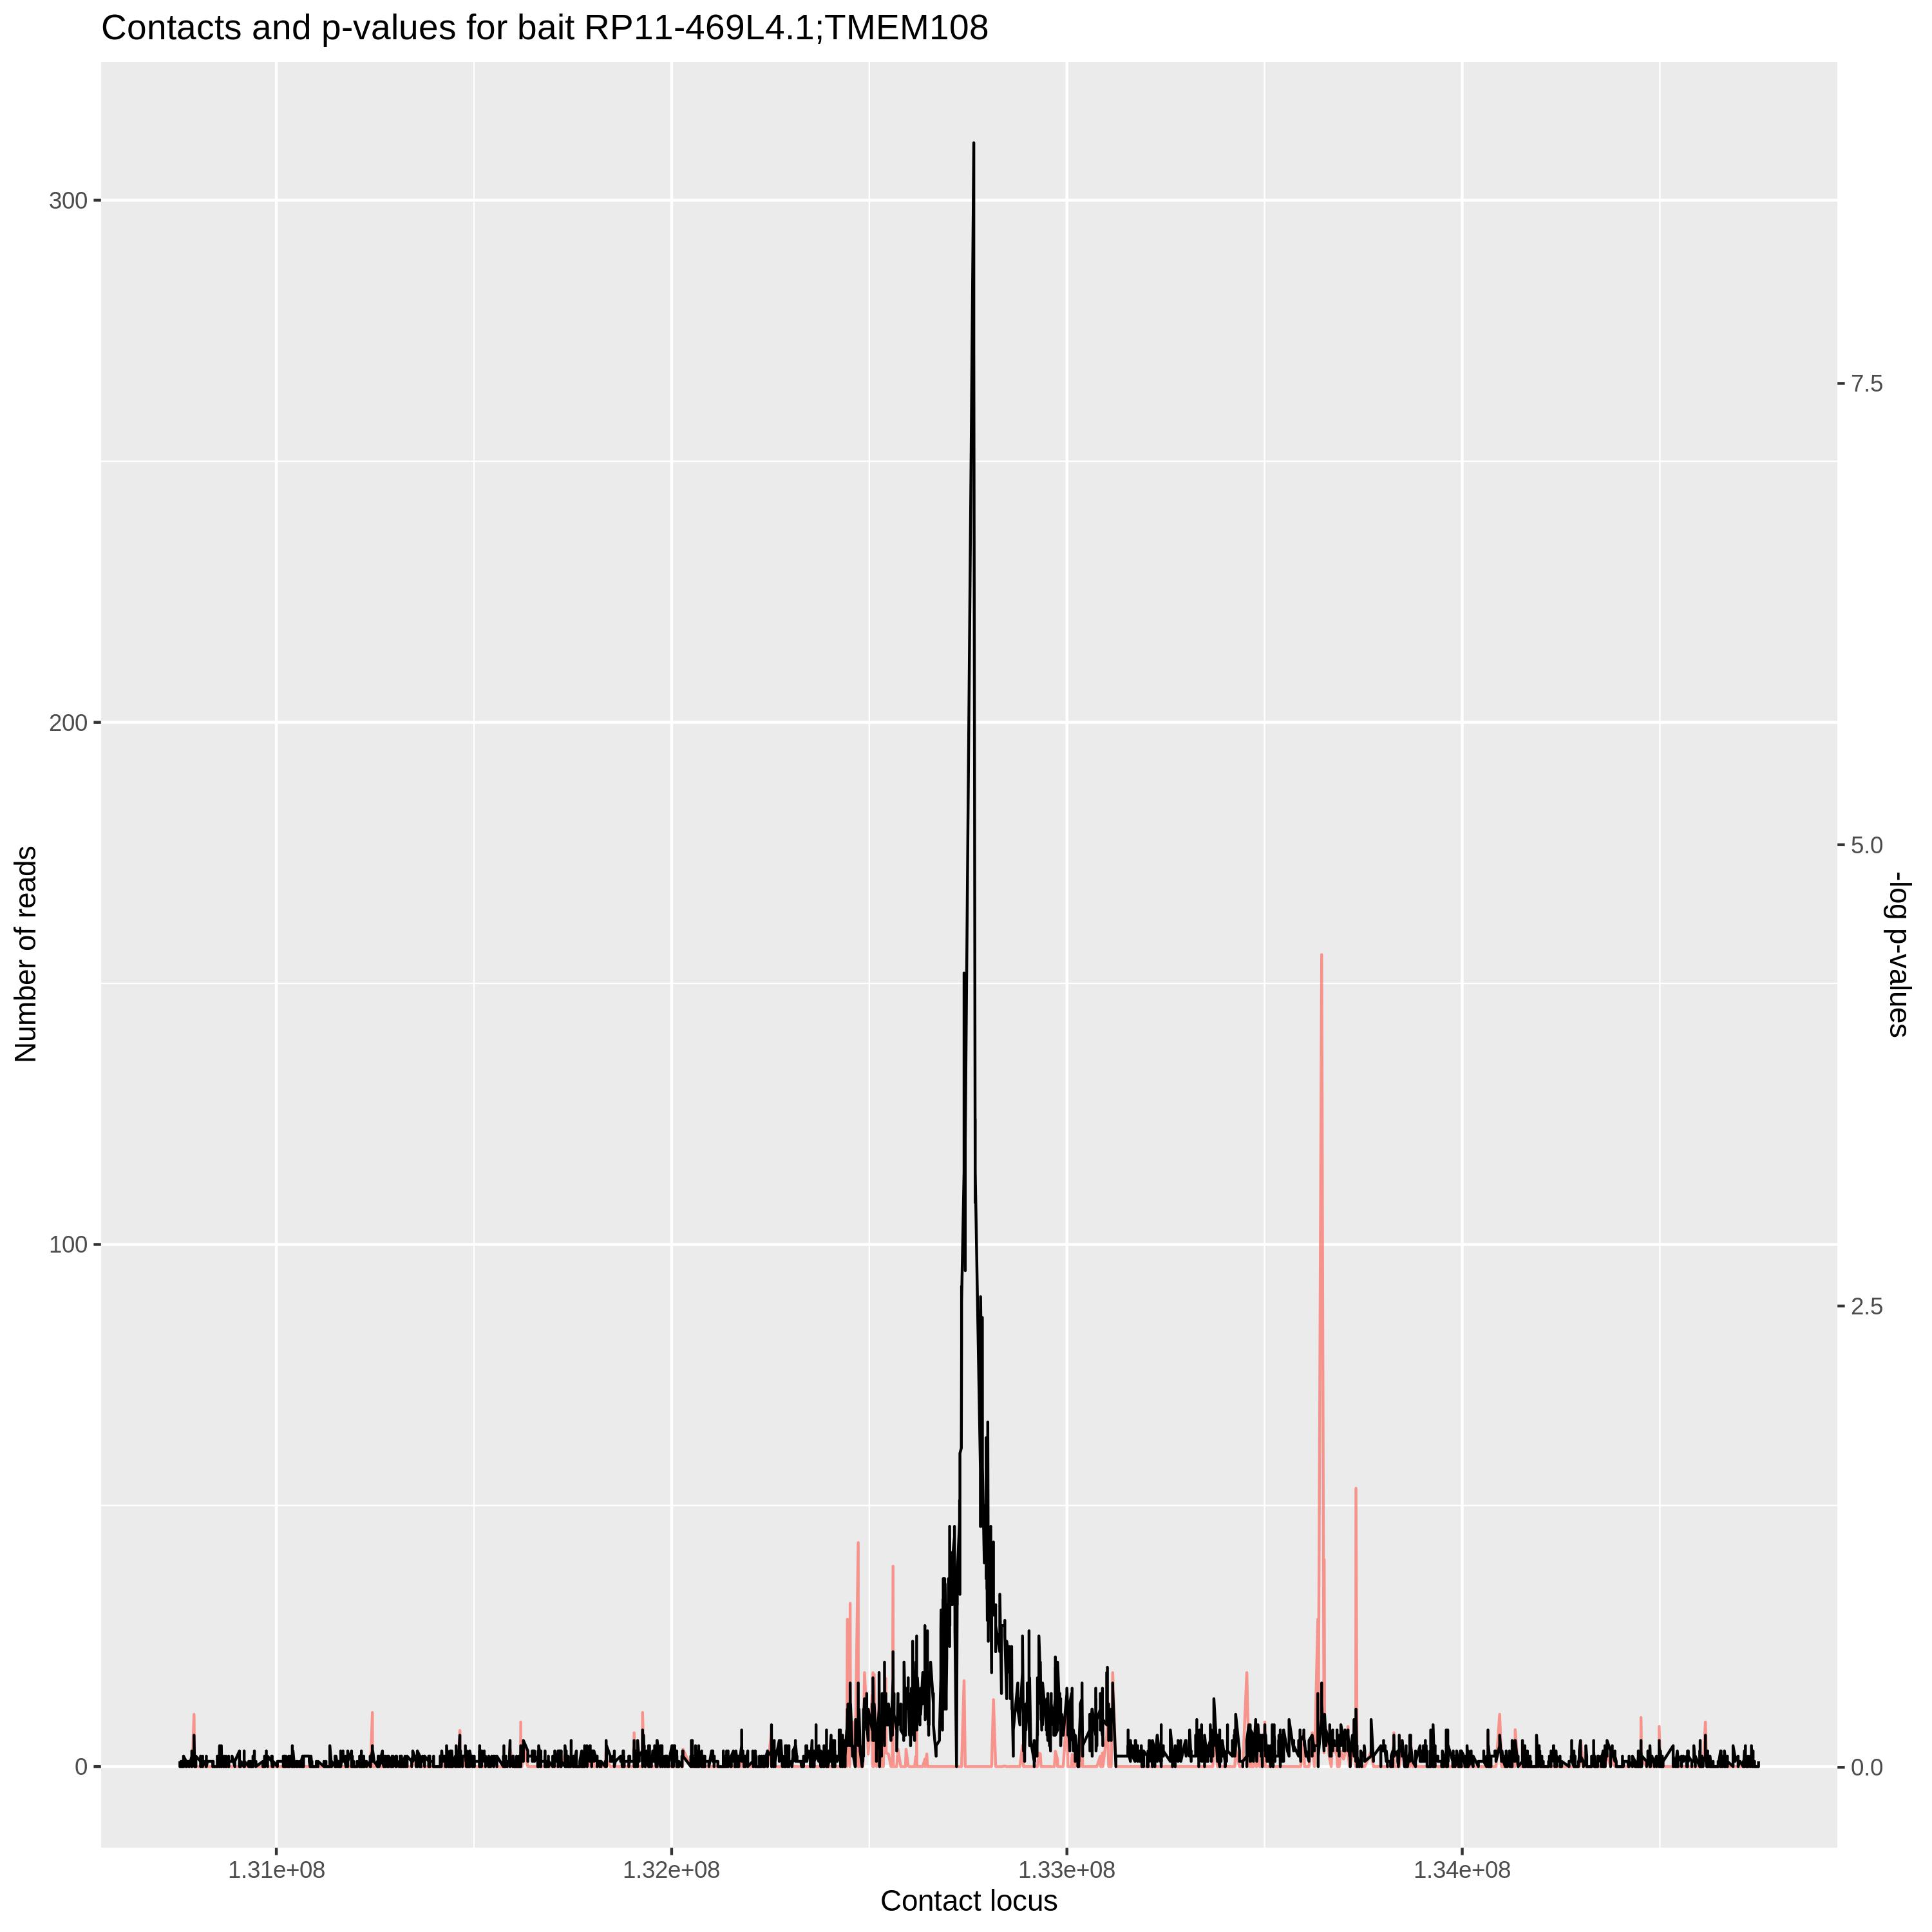 Contacts and p-values for bait RP11-469L4.1;TMEM108
300
200
100
0
Number of reads
7.5
5.0
2.5
0.0
-log p-values
1.31e+08
1.32e+08
1.33e+08
1.34e+08
Contact locus